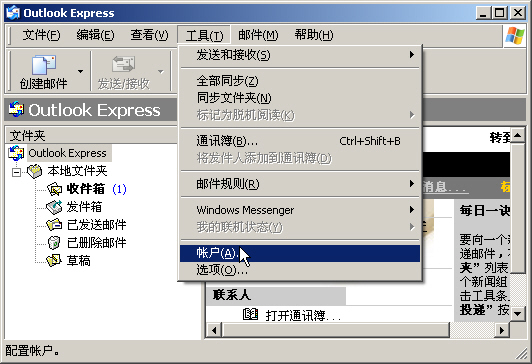 Outlook Express
文件(F) 编辑(E) 查看(V) 工具(T) 邮件(M) 帮助(H)
创建邮件 发送/接收
Outlook Express
文件夹
Outlook Express
本地文件夹
收件箱 (1)
发件箱
已发送邮件
已删除邮件
草稿
发送和接收(S)
全部同步(Z)
同步文件夹(N)
标记为脱机阅读(K)
通讯簿(B)... Ctrl+Shift+B
将发件人添加到通讯簿(D)
邮件规则(R)
Windows Messenger
我的联机状态(Y)
帐户(A)...
选项(O)...
转到
消息...
每日一诀
要向一个
递邮件，
夹”列表
个新闻组
击工具条
投递”按
联系人
打开通讯簿...
配置帐户。